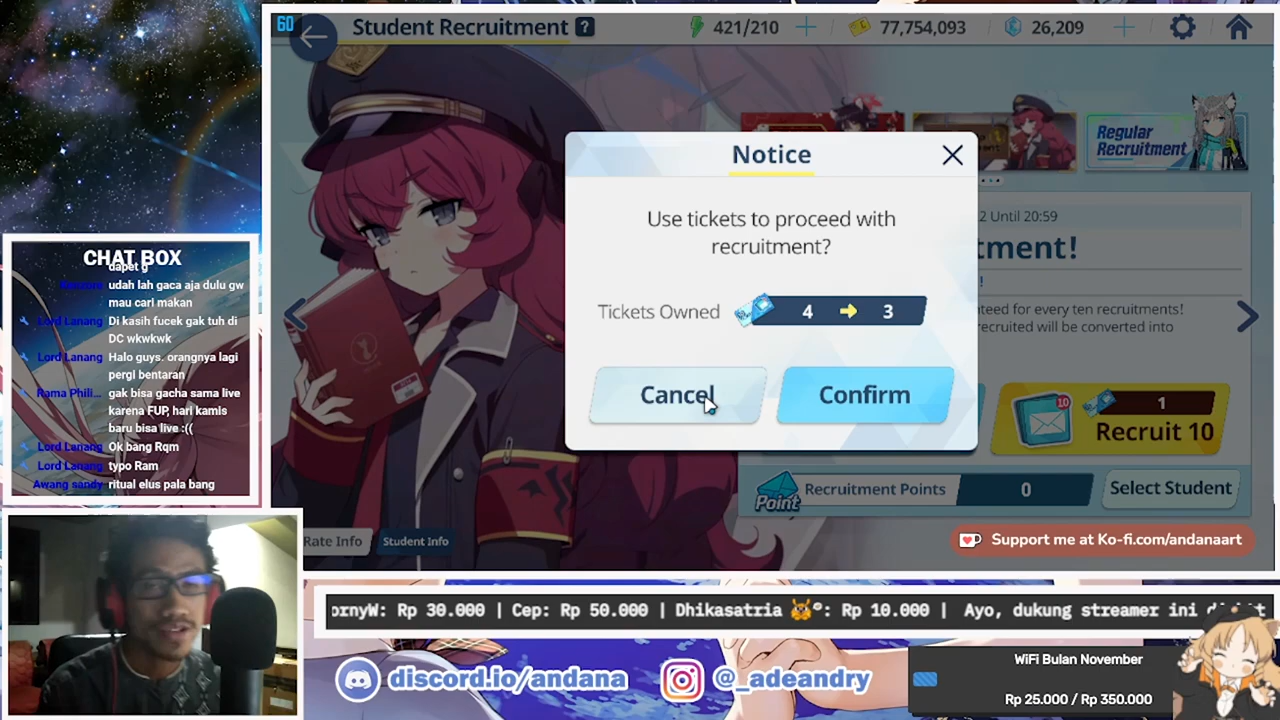 60
Student Recruitment ?
421/210
77,754,093
26,209
Regular
Recruitment
Notice
Use tickets to proceed with
recruitment?
Tickets Owned 4 3
Cancel
Confirm
2 Until 20:59
tment!
teed for every ten recruitments!
recruited will be converted into
10
1
Recruit 10
Point
Recruitment Points 0
Select Student
Rate Info
Student Info
Support me at Ko-fi.com/andanaart
CHAT BOX
dapet g
udah lah gaca aja dulu gw
mau cari makan
Lord Lanang Di kasih fucek gak tuh di
DC wkwkwk
Lord Lanang Halo guys. orangnya lagi
pergI bentaran
Rama Phili... gak bisa gacha sama live
karena FUP, hari kamis
baru bisa live :((
Lord Lanang Ok bang Rqm
Lord Lanang typo Ram
Awang sandy ritual elus pala bang
ornyW: Rp 30.000 | Cep: Rp 50.000 | Dhikasatria 🐹°: Rp 10.000 | Ayo, dukung streamer ini
discord.io/andana
@_adeandry
WiFi Bulan November
Rp 25.000 / Rp 350.000